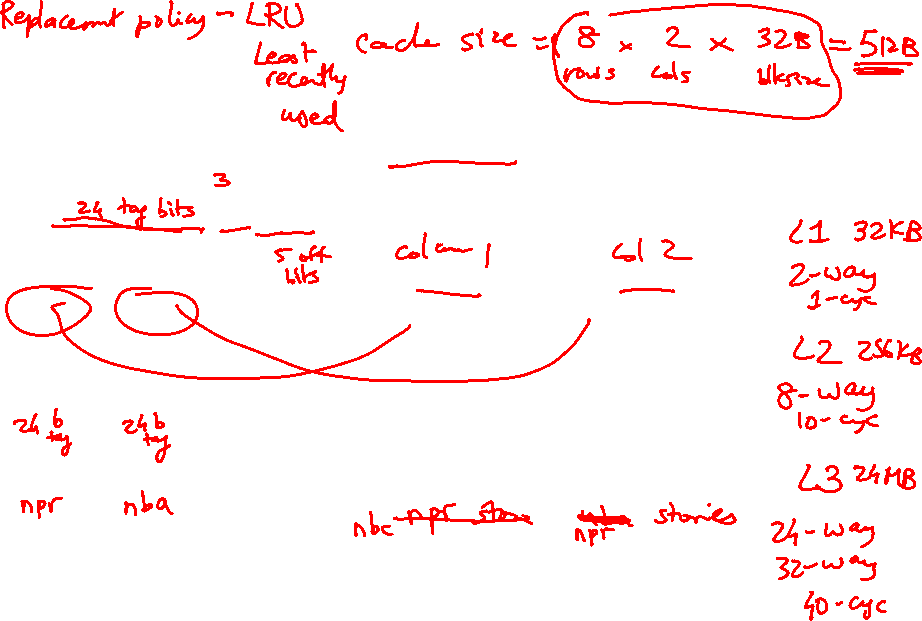 Replacement policy - LRU
Least
recently
used
cache size = 8 x 2 x 32B = 512B
rows cols blksize
24 tag bits
3
5 off
bits
column 1
col 2
24 b
tag
24 b
tag
npr
nba
nbc npr stories
npr stories
L1 32KB
2-way
1-cyc
L2 256KB
8-way
10-cyc
L3 24MB
24-way
32-way
40-cyc